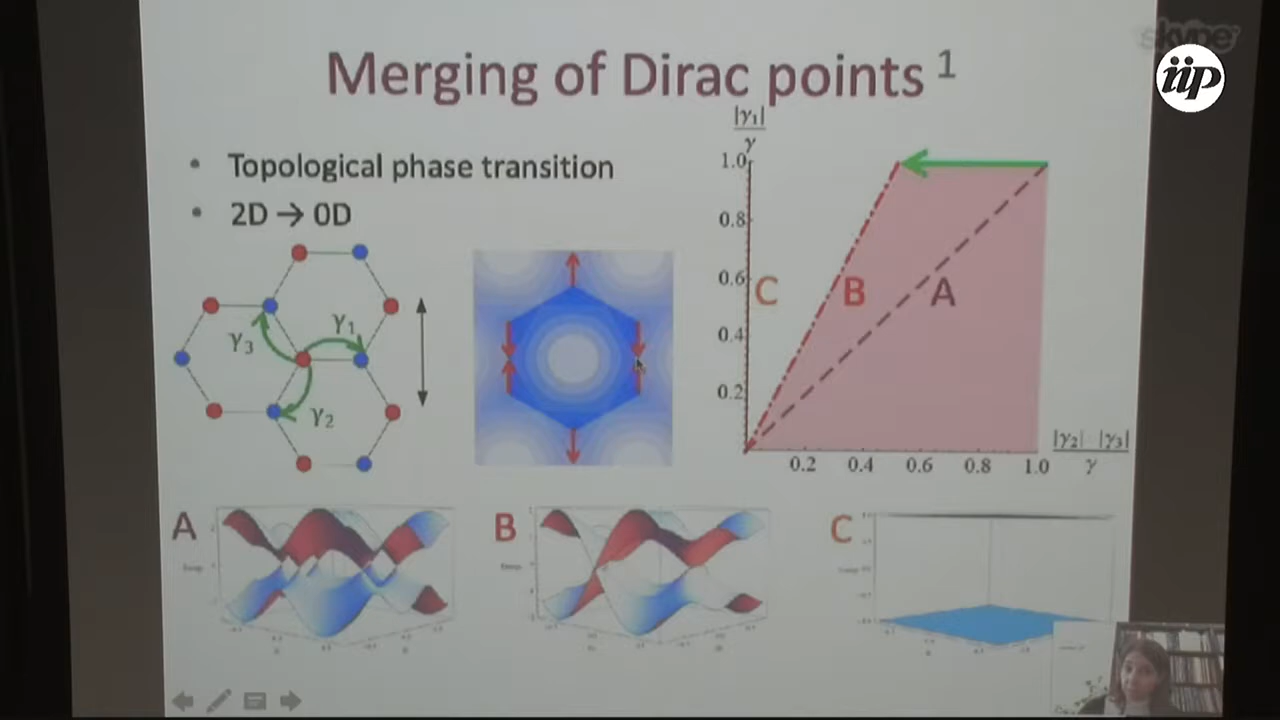 skype
iip
Merging of Dirac points 1
• Topological phase transition
• 2D → 0D
γ1
γ3
γ2
|γ1|
γ
1.0
0.8
0.6
0.4
0.2
C
B
A
0.2 0.4 0.6 0.8 1.0
|γ2| |γ3|
γ
A
B
C